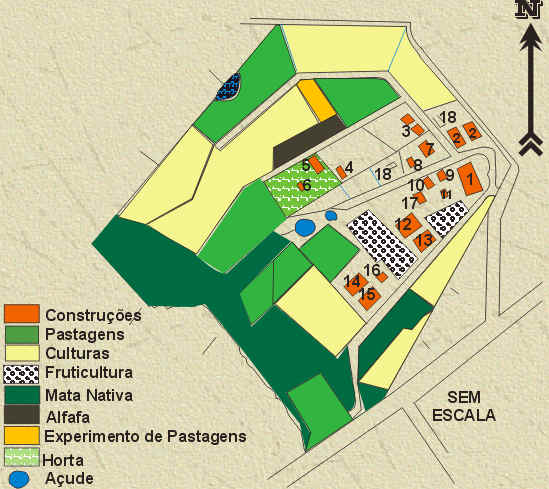 N
18
3
2
2
7
5
4
8
18
6
10
9
1
17
11
12
13
16
14
15
Construções
Pastagens
Culturas
Fruticultura
Mata Nativa
Alfafa
Experimento de Pastagens
Horta
Açude
SEM
ESCALA